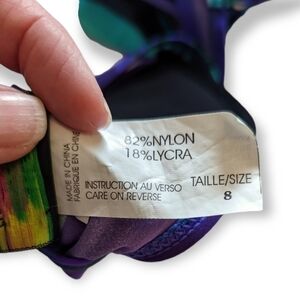 82%NYLON
18%LYCRA
MADE IN CHINA
FABRIQUE EN CHINE
INSTRUCTION AU VERSO
CARE ON REVERSE
TAILLE/SIZE
8